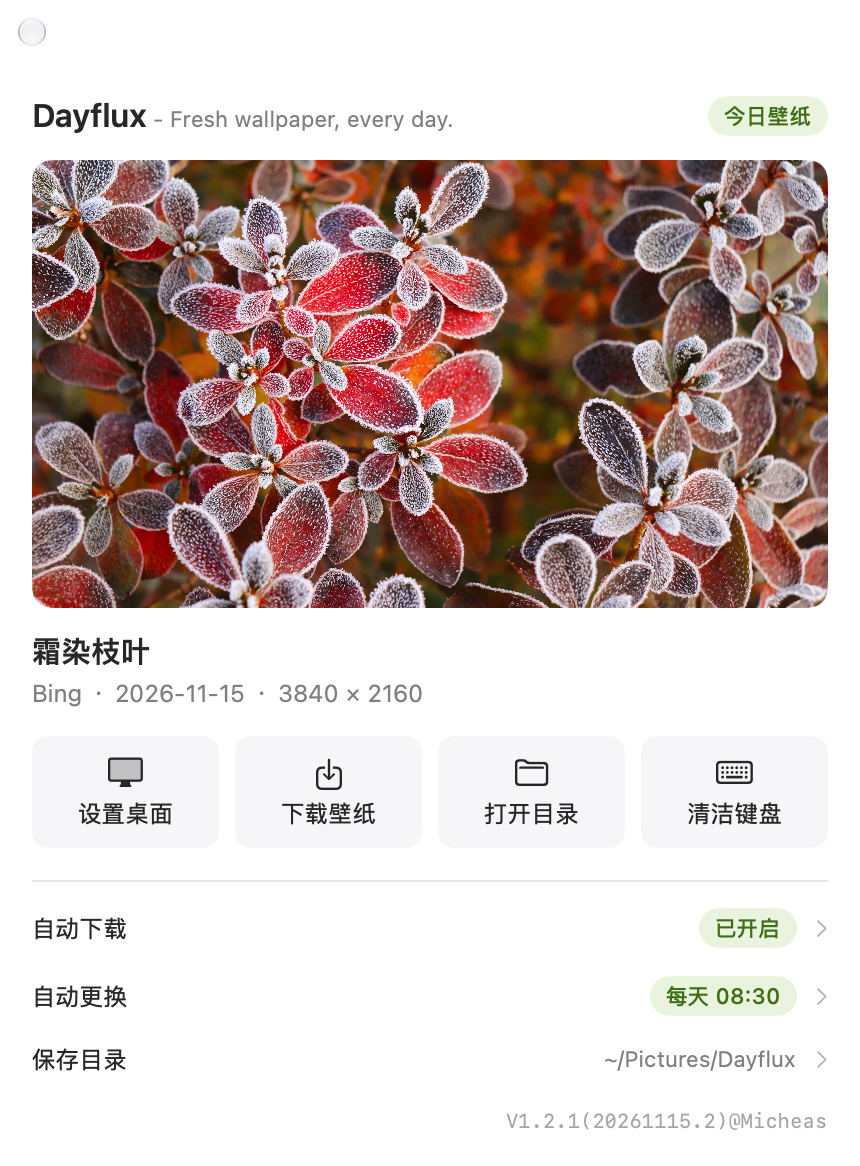 Dayflux - Fresh wallpaper, every day.
今日壁纸
霜染枝叶
Bing · 2026-11-15 · 3840 × 2160
设置桌面
下载壁纸
打开目录
清洁键盘
自动下载
已开启
自动更换
每天 08:30
保存目录
~/Pictures/Dayflux
V1.2.1(20261115.2)@Micheas